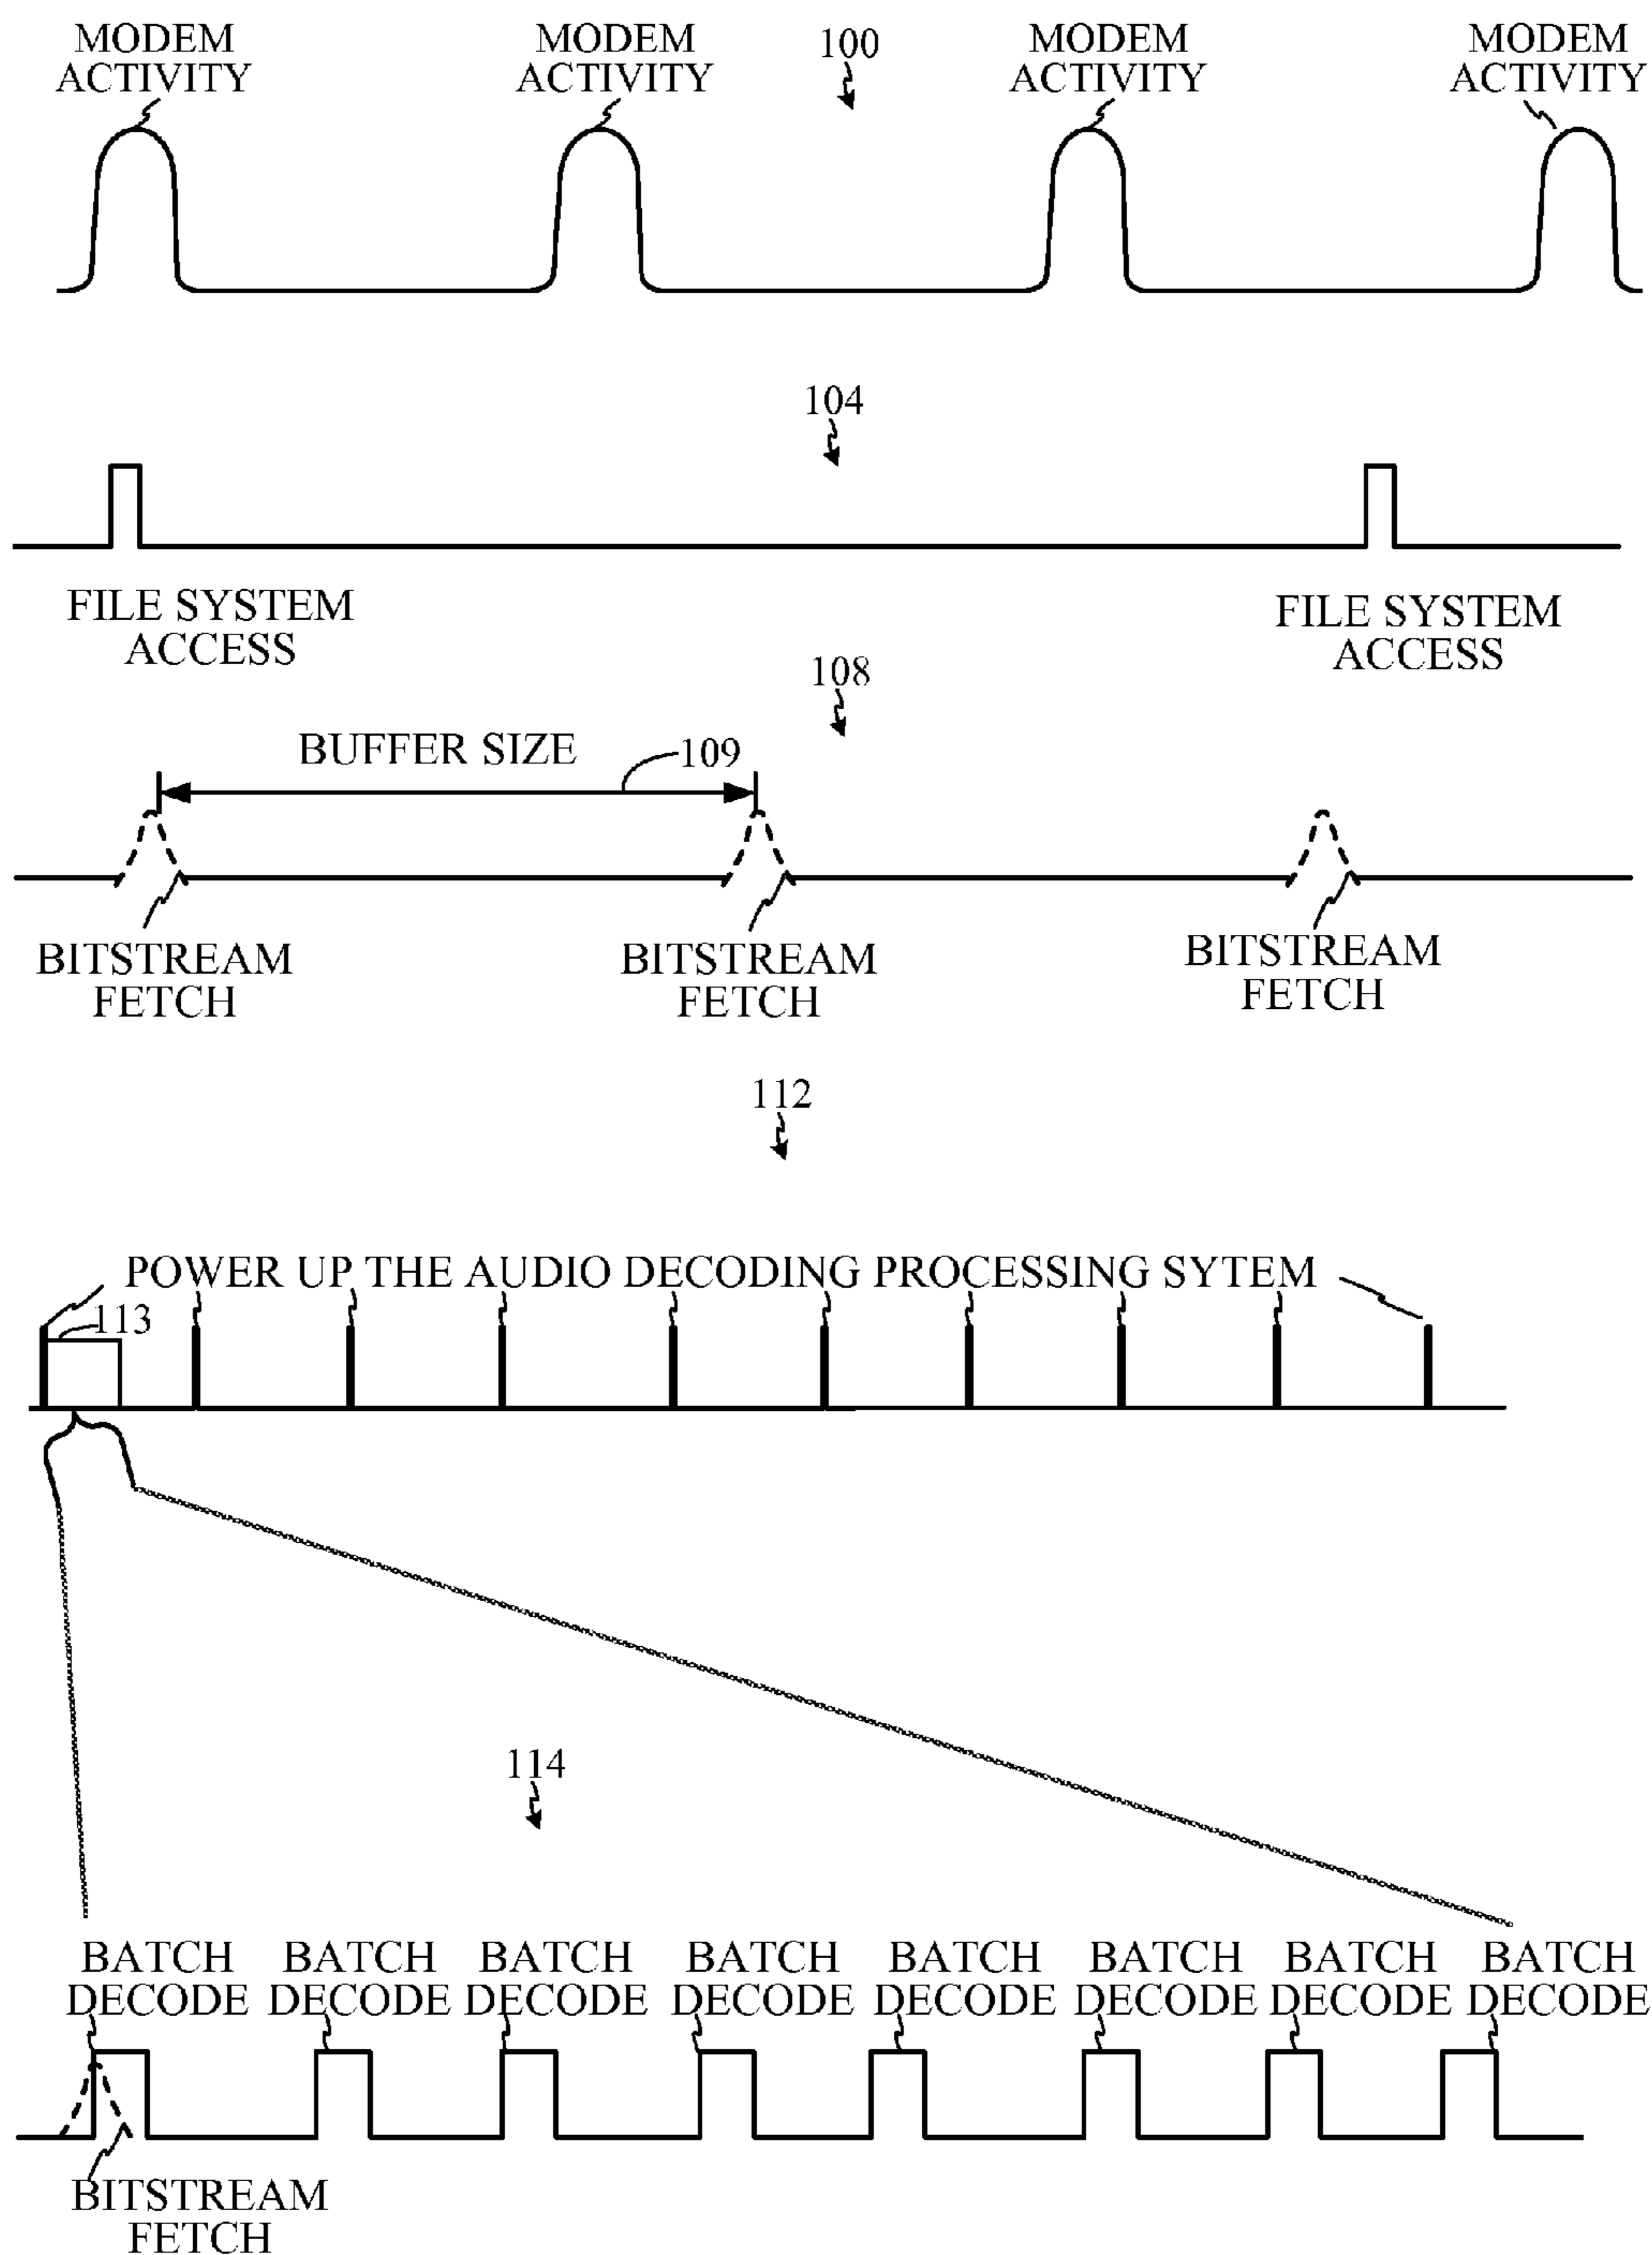 MODEM
ACTIVITY
MODEM
ACTIVITY
100
MODEM
ACTIVITY
MODEM
ACTIVITY
104
FILE SYSTEM
ACCESS
FILE SYSTEM
ACCESS
108
BUFFER SIZE
109
BITSTREAM
FETCH
BITSTREAM
FETCH
BITSTREAM
FETCH
112
POWER UP THE AUDIO DECODING PROCESSING SYTEM
113
114
BATCH
DECODE
BATCH
DECODE
BATCH
DECODE
BATCH
DECODE
BATCH
DECODE
BATCH
DECODE
BATCH
DECODE
BATCH
DECODE
BITSTREAM
FETCH